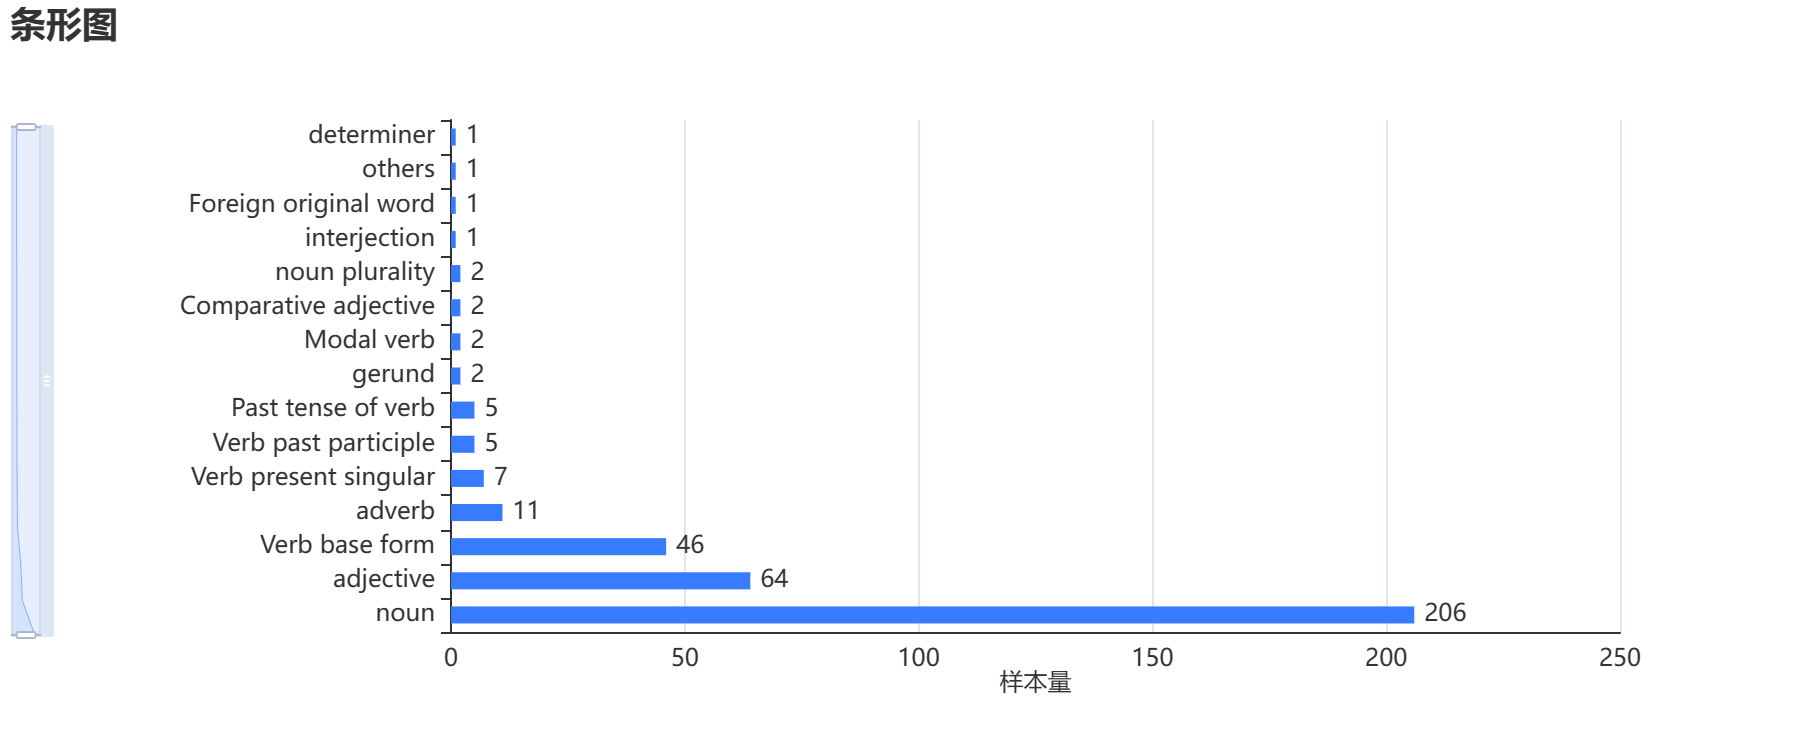 条形图
determiner 1
others 1
Foreign original word 1
interjection 1
noun plurality 2
Comparative adjective 2
Modal verb 2
gerund 2
Past tense of verb 5
Verb past participle 5
Verb present singular 7
adverb 11
Verb base form 46
adjective 64
noun 206
0 50 100 150 200 250
样本量